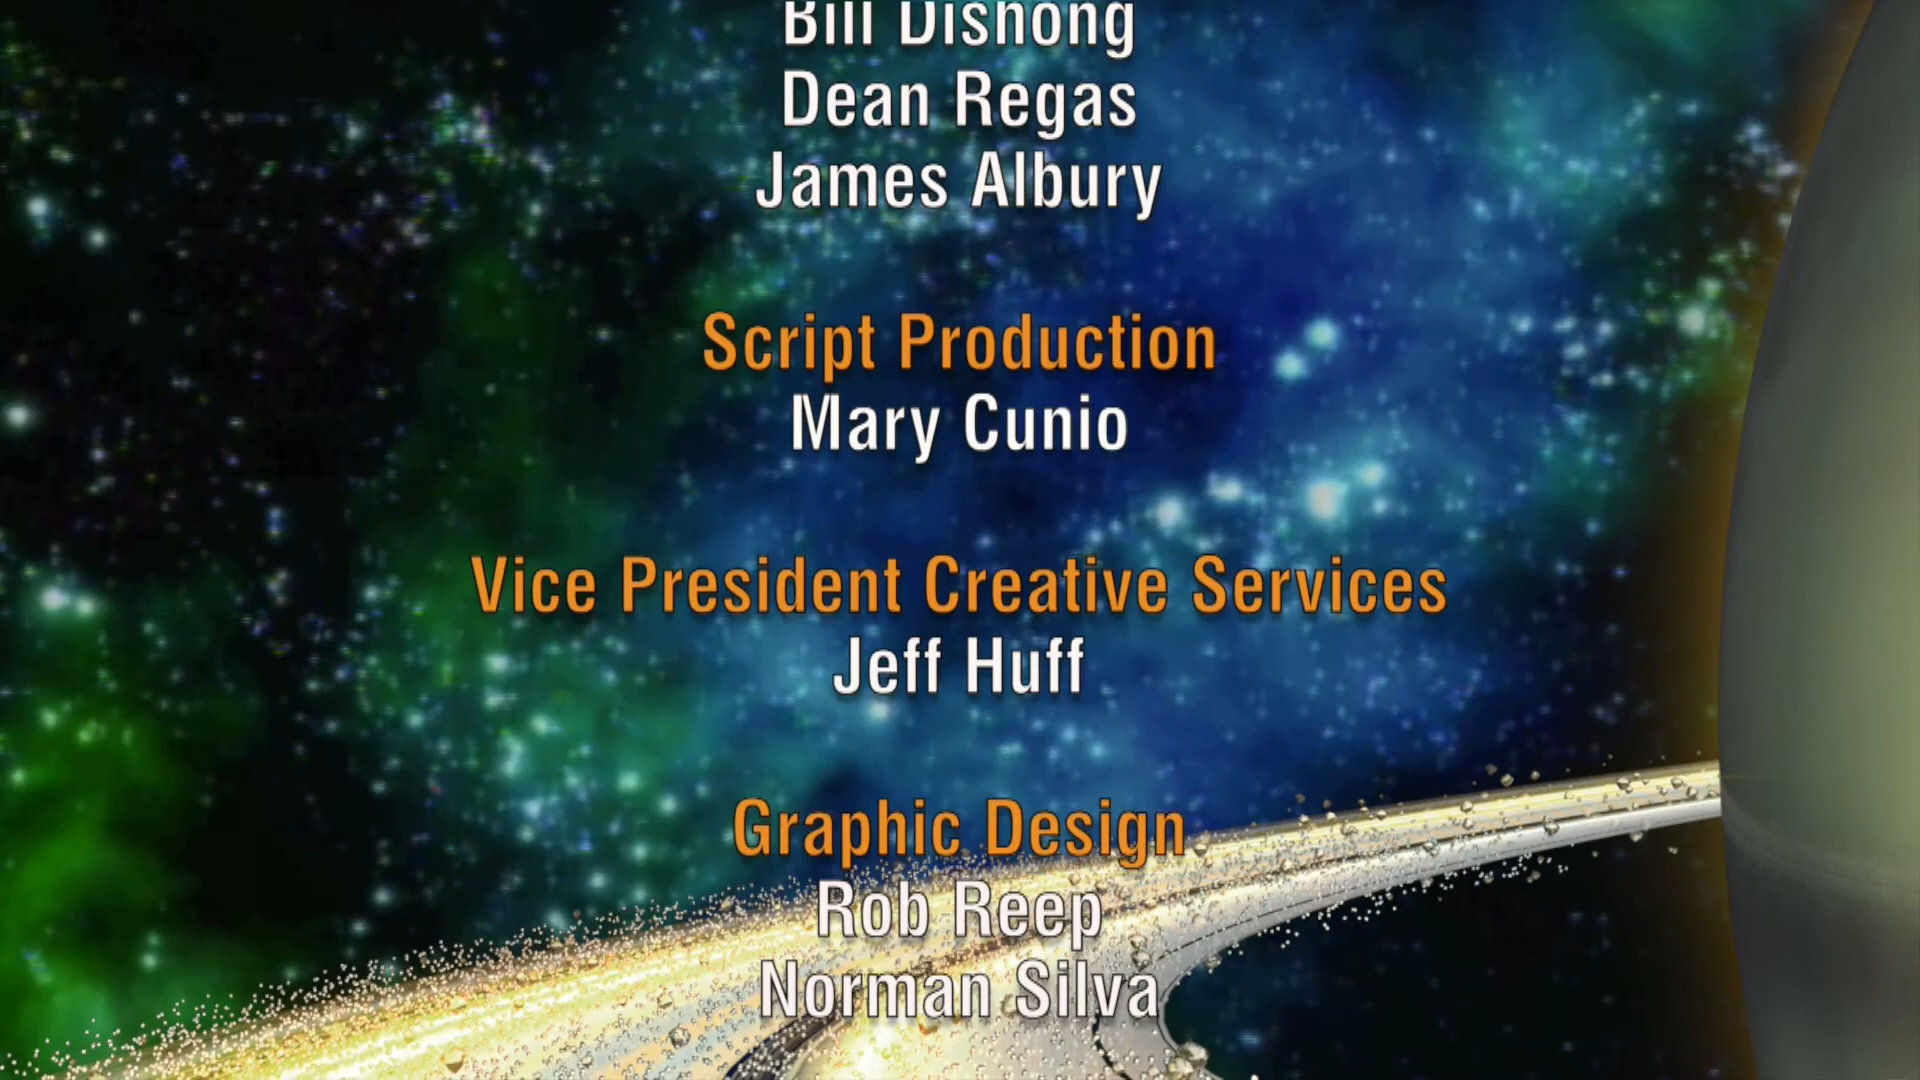 Bill Dishong
Dean Regas
James Albury
Script Production
Mary Cunio
Vice President Creative Services
Jeff Huff
Graphic Design
Rob Reep
Norman Silva